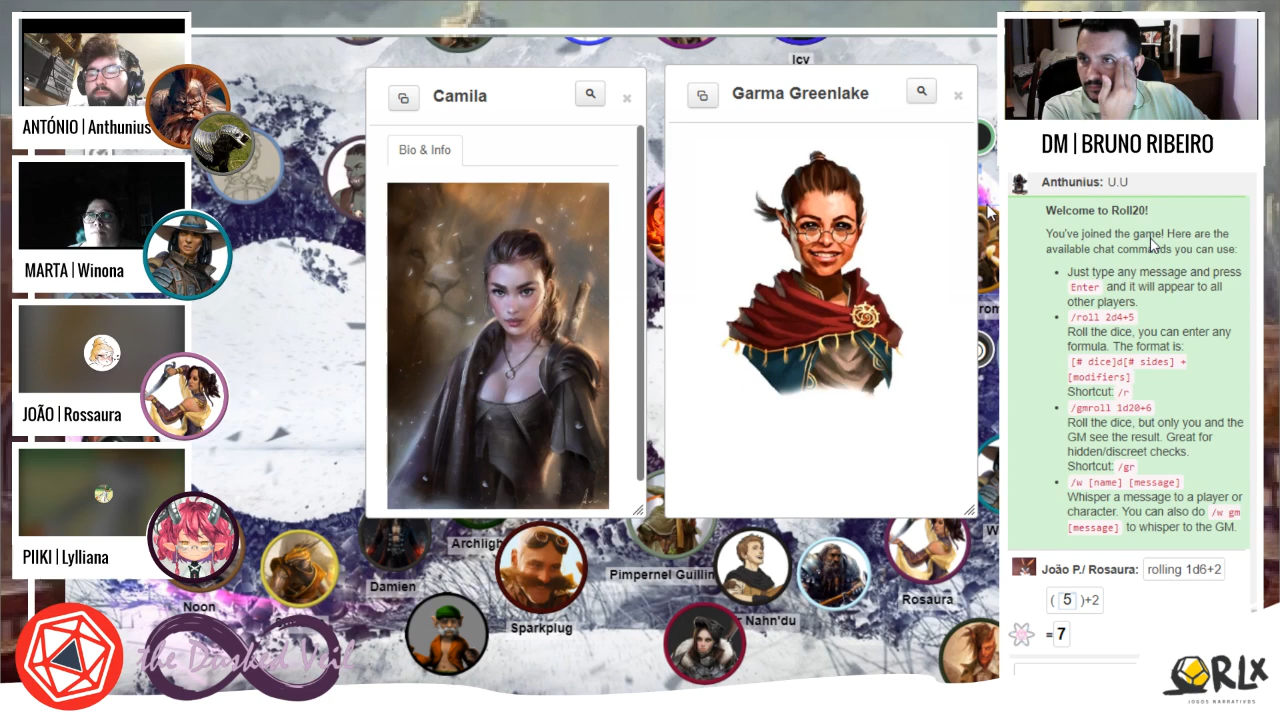 ANTÓNIO | Anthunius
MARTA | Winona
JOÃO | Rossaura
PIIKI | Lylliana
Icy
Camila
Bio & Info
Garma Greenlake
Damien
Noon
Sparkplug
Pimpernel Guillin
r Nahn'du
Rosaura
Archligh
the Dashed Veil
DM | BRUNO RIBEIRO
Anthunius: U.U
Welcome to Roll20!
You've joined the game! Here are the
available chat commands you can use:
Just type any message and press
Enter and it will appear to all
other players.
/roll 2d4+5
Roll the dice, you can enter any
formula. The format is:
[# dice]d[# sides] +
[modifiers]
Shortcut: /r
/gmroll 1d20+6
Roll the dice, but only you and the
GM see the result. Great for
hidden/discreet checks.
Shortcut: /gr
/w [name] [message]
Whisper a message to a player or
character. You can also do /w gm
[message] to whisper to the GM.
João P./ Rosaura: rolling 1d6+2
( 5 )+2
=7
ORLX
JOGOS NARRATIVOS